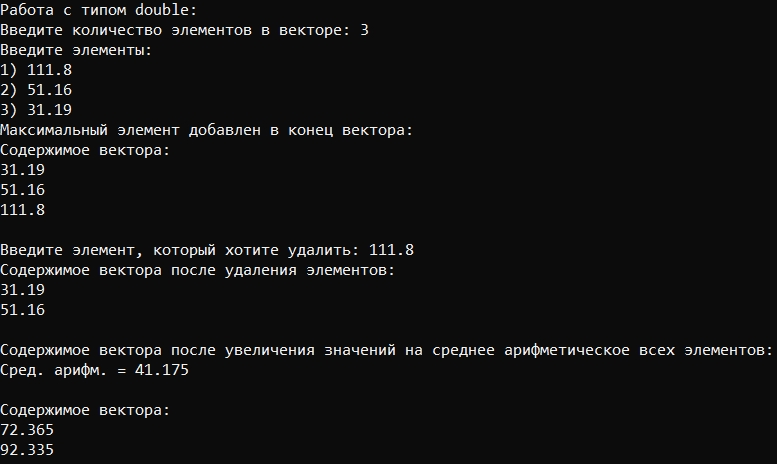 Работа с типом double:
Введите количество элементов в векторе: 3
Введите элементы:
1) 111.8
2) 51.16
3) 31.19
Максимальный элемент добавлен в конец вектора:
Содержимое вектора:
31.19
51.16
111.8
Введите элемент, который хотите удалить: 111.8
Содержимое вектора после удаления элементов:
31.19
51.16
Содержимое вектора после увеличения значений на среднее арифметическое всех элементов:
Сред. арифм. = 41.175
Содержимое вектора:
72.365
92.335